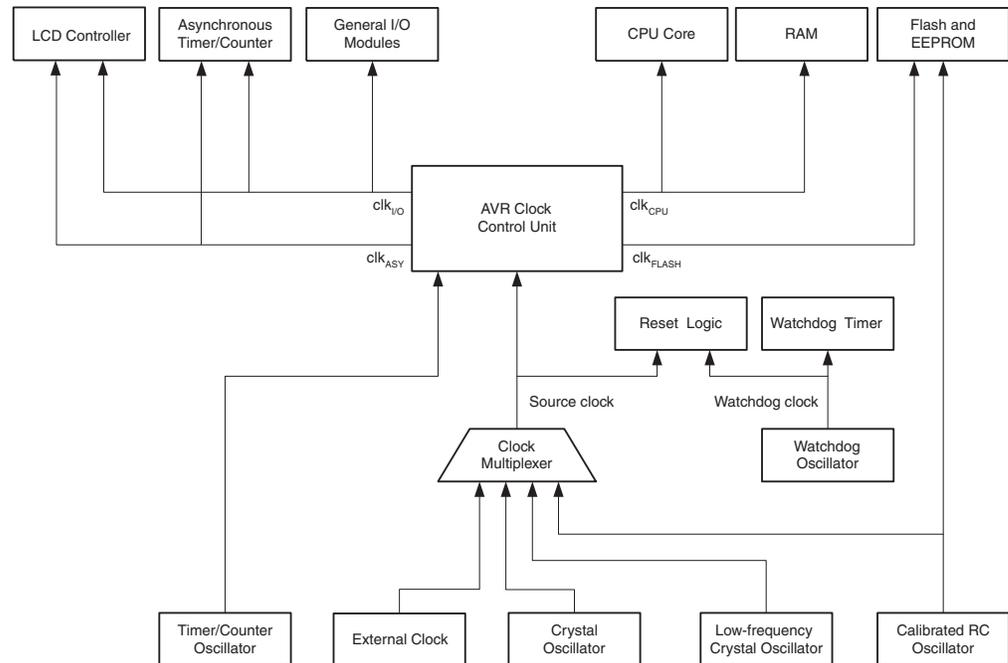 LCD Controller
Asynchronous
Timer/Counter
General I/O
Modules
CPU Core
RAM
Flash and
EEPROM
clkI/O
AVR Clock
Control Unit
clkCPU
clkASY
clkFLASH
Reset Logic
Watchdog Timer
Source clock
Watchdog clock
Clock
Multiplexer
Watchdog
Oscillator
Timer/Counter
Oscillator
External Clock
Crystal
Oscillator
Low-frequency
Crystal Oscillator
Calibrated RC
Oscillator